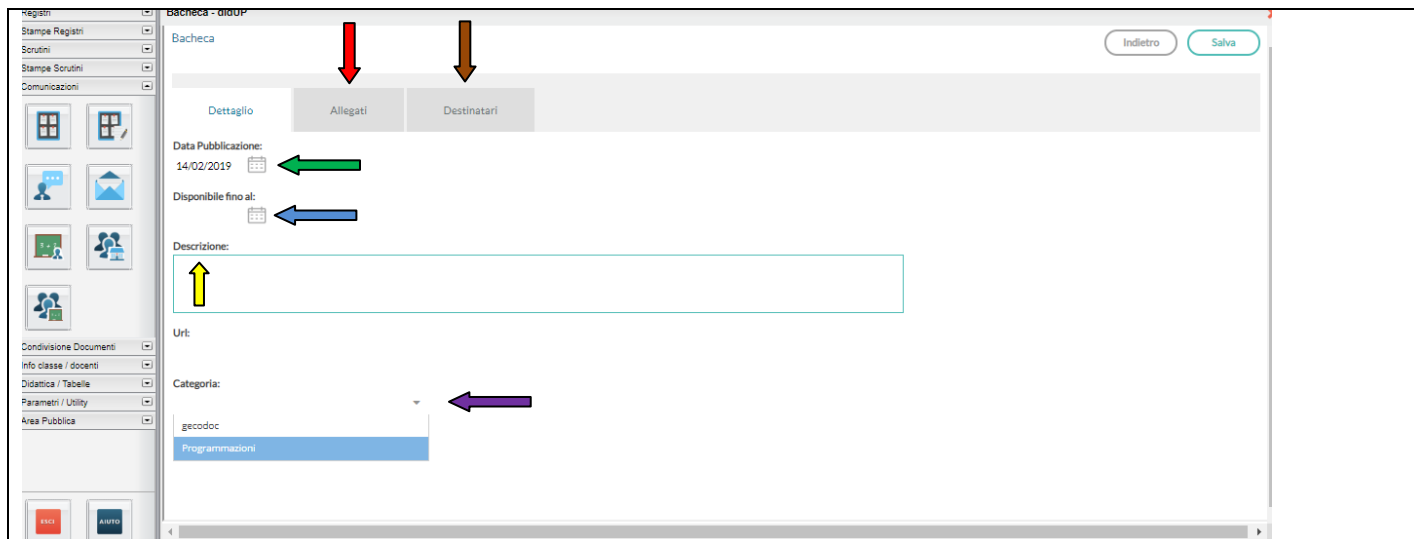 Registri
Bacheca - didUP
Stampe Registri
Scrutini
Stampe Scrutini
Comunicazioni
Condivisione Documenti
Info classe / docenti
Didattica / Tabelle
Parametri / Utility
Area Pubblica
ESCI
AIUTO
Bacheca
Indietro
Salva
Dettaglio
Allegati
Destinatari
Data Pubblicazione:
14/02/2019
Disponibile fino al:
Descrizione:
Url:
Categoria:
gecodoc
Programmazioni